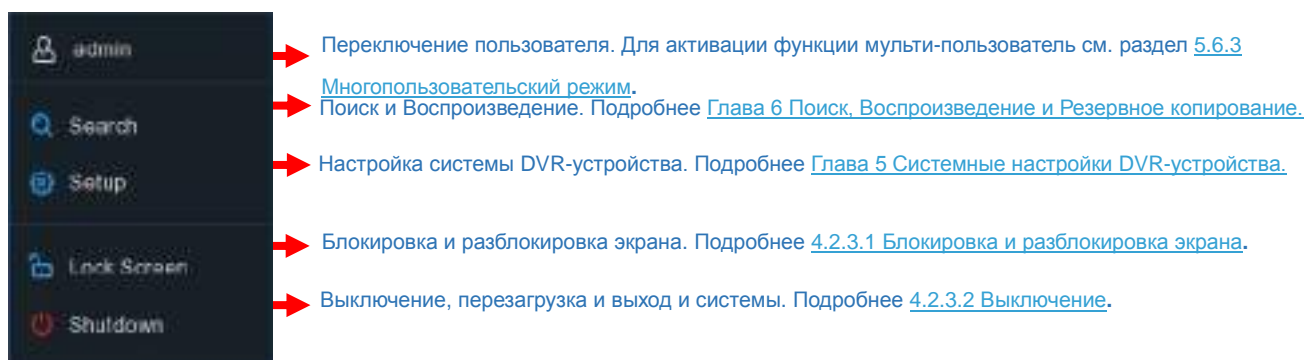 admin
Переключение пользователя. Для активации функции мульти-пользователь см. раздел 5.6.3
Многопользовательский режим.
Search
Поиск и Воспроизведение. Подробнее Глава 6 Поиск, Воспроизведение и Резервное копирование.
Setup
Настройка системы DVR-устройства. Подробнее Глава 5 Системные настройки DVR-устройства.
Lock Screen
Блокировка и разблокировка экрана. Подробнее 4.2.3.1 Блокировка и разблокировка экрана.
Shutdown
Выключение, перезагрузка и выход и системы. Подробнее 4.2.3.2 Выключение.